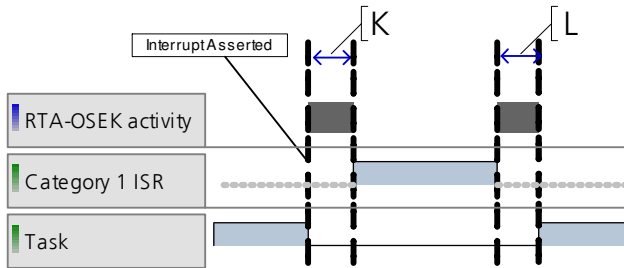 K
L
Interrupt Asserted
RTA-OSEK activity
Category 1 ISR
Task